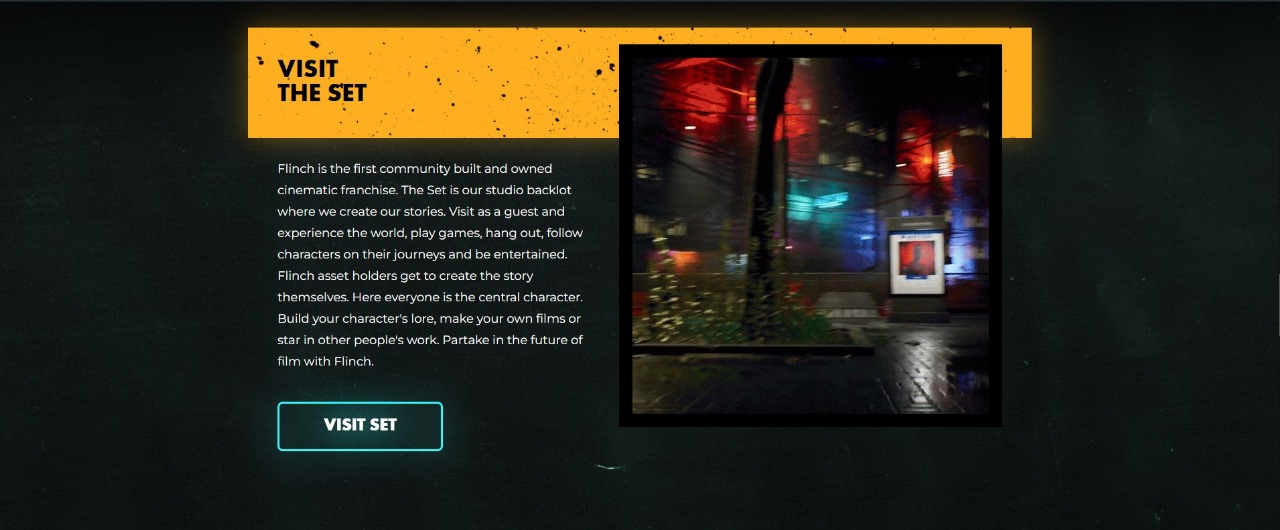 VISIT
THE SET
Flinch is the first community built and owned
cinematic franchise. The Set is our studio backlot
where we create our stories. Visit as a guest and
experience the world, play games, hang out, follow
characters on their journeys and be entertained.
Flinch asset holders get to create the story
themselves. Here everyone is the central character.
Build your character's lore, make your own films or
star in other people's work. Partake in the future of
film with Flinch.
VISIT SET